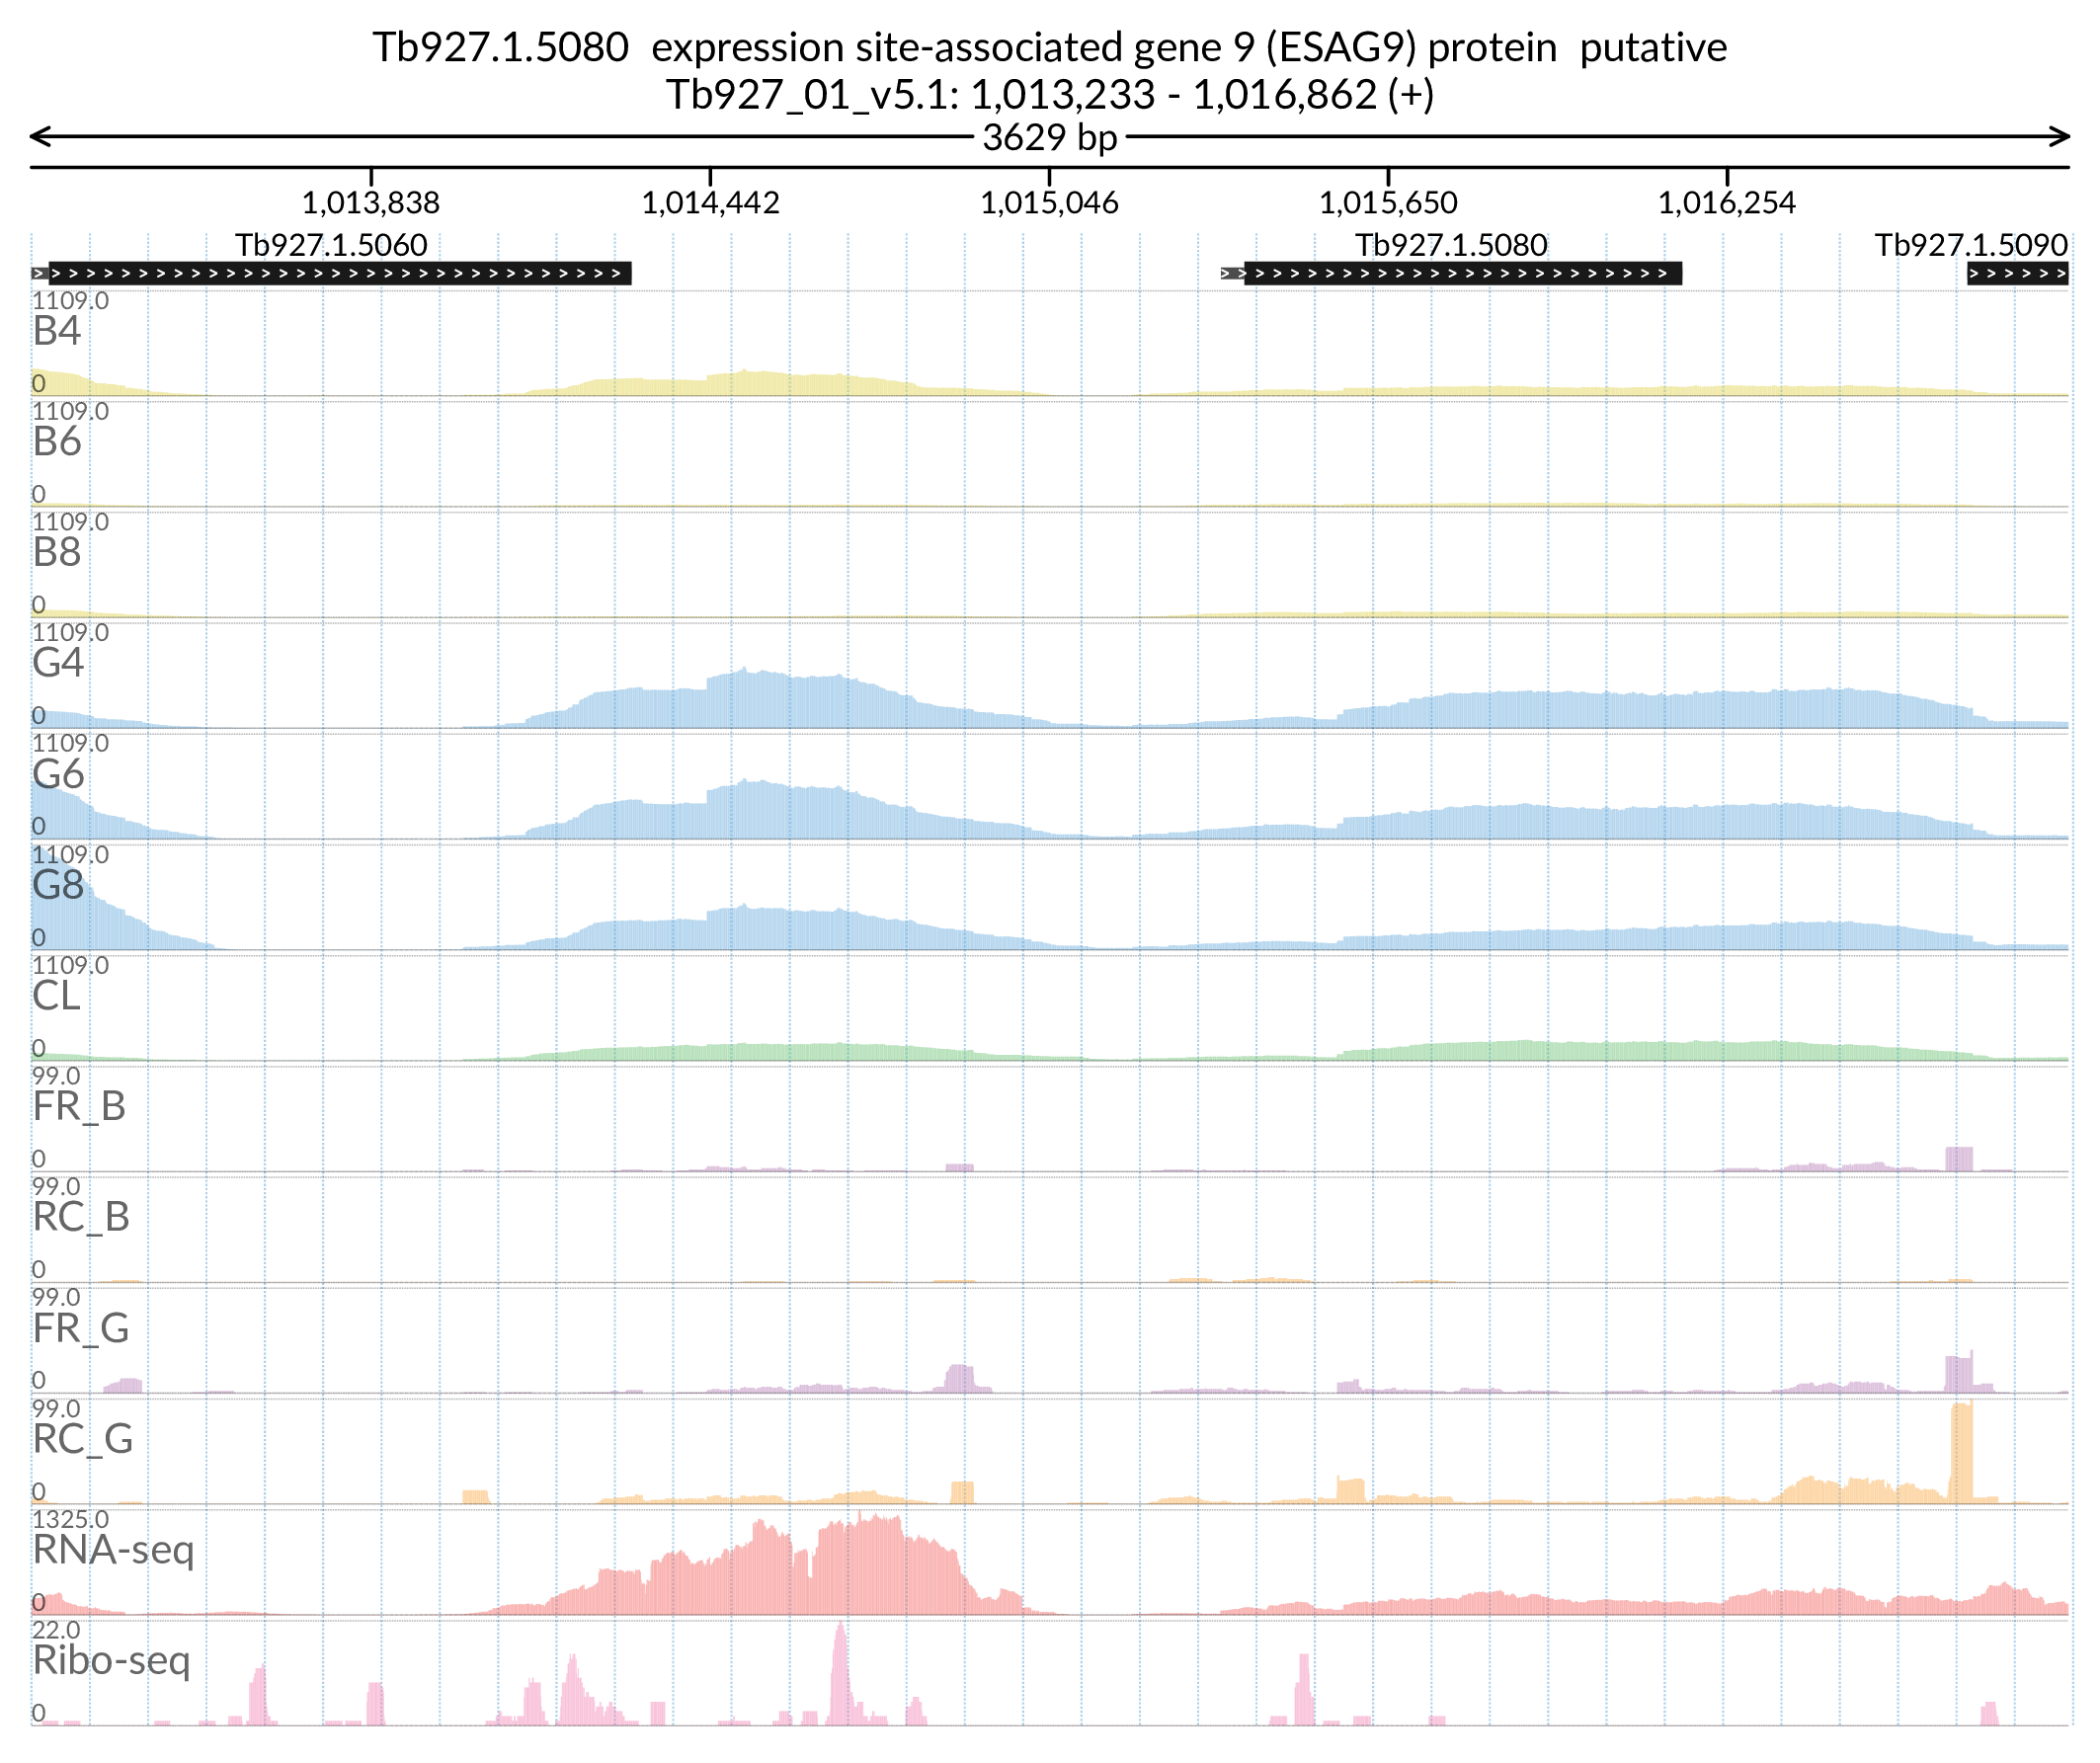 Tb927.1.5080  expression site-associated gene 9 (ESAG9) protein  putative
Tb927_01_v5.1: 1,013,233 - 1,016,862 (+)
3629 bp
1,013,838 1,014,442 1,015,046 1,015,650 1,016,254
Tb927.1.5060 Tb927.1.5080 Tb927.1.5090
1109.0
B4
0
1109.0
B6
0
1109.0
B8
0
1109.0
G4
0
1109.0
G6
0
1109.0
G8
0
1109.0
CL
0
99.0
FR_B
0
99.0
RC_B
0
99.0
FR_G
0
99.0
RC_G
0
1325.0
RNA-seq
0
22.0
Ribo-seq
0